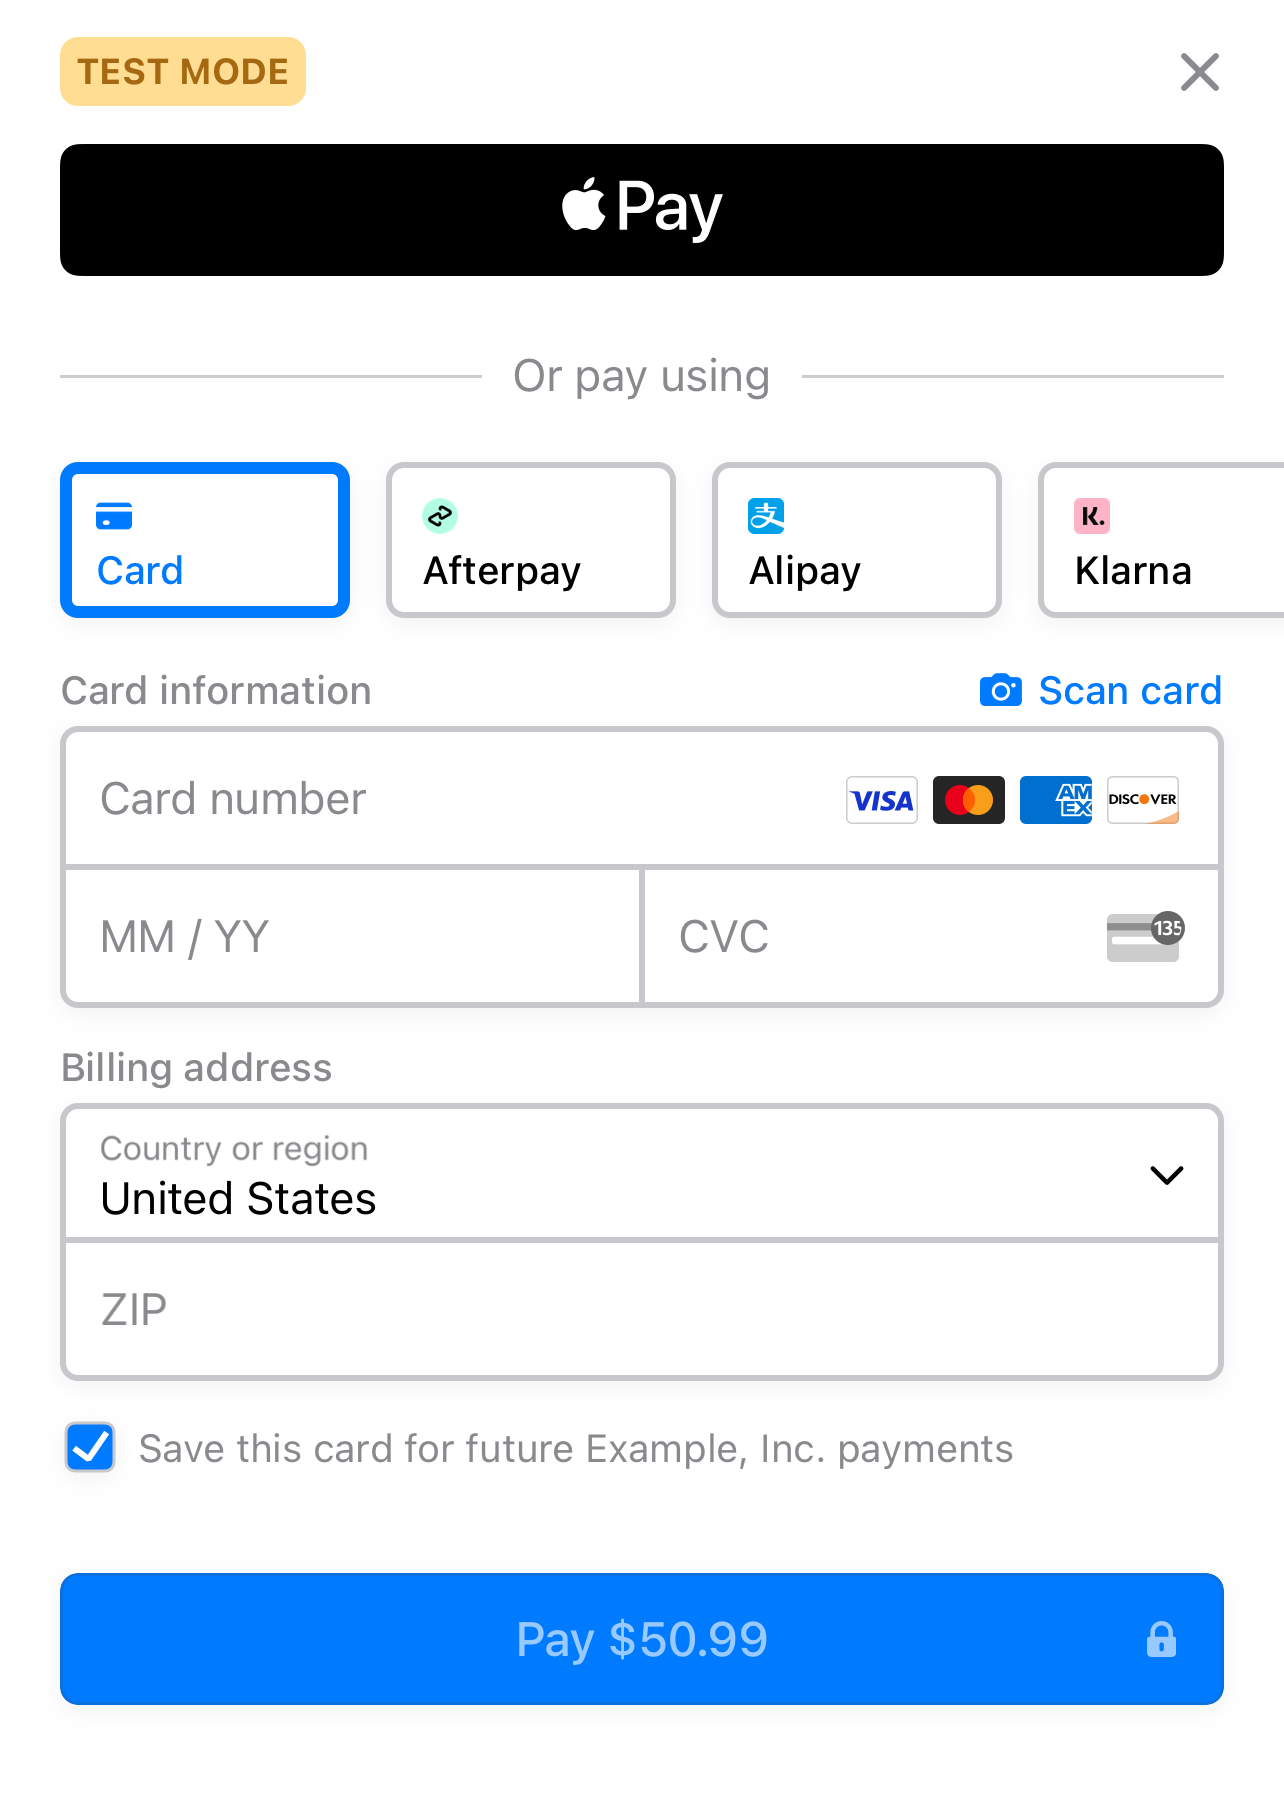 TEST MODE
Pay
Or pay using
Card
Afterpay
支
Alipay
K.
Klarna
Card information
Scan card
Card number
VISA
AM
EX
DISCOVER
MM / YY
CVC
135
Billing address
Country or region
United States
ZIP
Save this card for future Example, Inc. payments
Pay $50.99